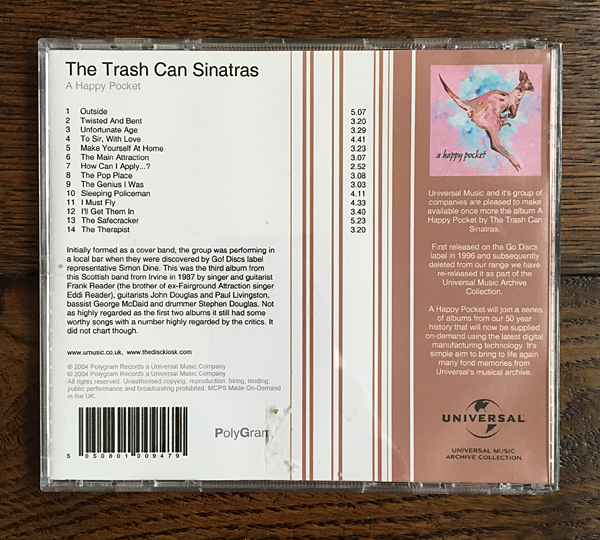 The Trash Can Sinatras
A Happy Pocket
1 Outside 5.07
2 Twisted And Bent 3.20
3 Unfortunate Age 3.29
4 To Sir, With Love 4.41
5 Make Yourself At Home 3.23
6 The Main Attraction 3.07
7 How Can I Apply...? 2.52
8 The Pop Place 3.08
9 The Genius I Was 3.03
10 Sleeping Policeman 4.11
11 I Must Fly 4.33
12 I'll Get Them In 3.40
13 The Safecracker 5.23
14 The Therapist 3.20
Initially formed as a cover band, the group was performing in
a local bar when they were discovered by Go! Discs label
representative Simon Dine. This was the third album from
this Scottish band from Irvine in 1987 by singer and guitarist
Frank Reader (the brother of ex-Fairground Attraction singer
Eddi Reader), guitarists John Douglas and Paul Livingston,
bassist George McDaid and drummer Stephen Douglas. Not
as highly regarded as the first two albums it still had some
worthy songs with a number highly regarded by the critics. It
did not chart though.
www.umusic.co.uk, www.thedisckiosk.com
℗ 2004 Polygram Records a Universal Music Company
© 2004 Polygram Records a Universal Music Company
All rights reserved. Unauthorised copying, reproduction, hiring, lending,
public performance and broadcasting prohibited. MCPS Made On-Demand
in the UK.
5 050801 009479
PolyGram
a happy pocket
Universal Music and it's group of
companies are pleased to make
available once more the album A
Happy Pocket by The Trash Can
Sinatras.
First released on the Go Discs
label in 1996 and subsequently
deleted from our range we have
re-released it as part of the
Universal Music Archive
Collection.
A Happy Pocket will join a series
of albums from our 50 year
history that will now be supplied
on-demand using the latest digital
manufacturing technology. It's
simple aim to bring to life again
many fond memories from
Universal's musical archive.
UNIVERSAL
UNIVERSAL MUSIC
ARCHIVE COLLECTION